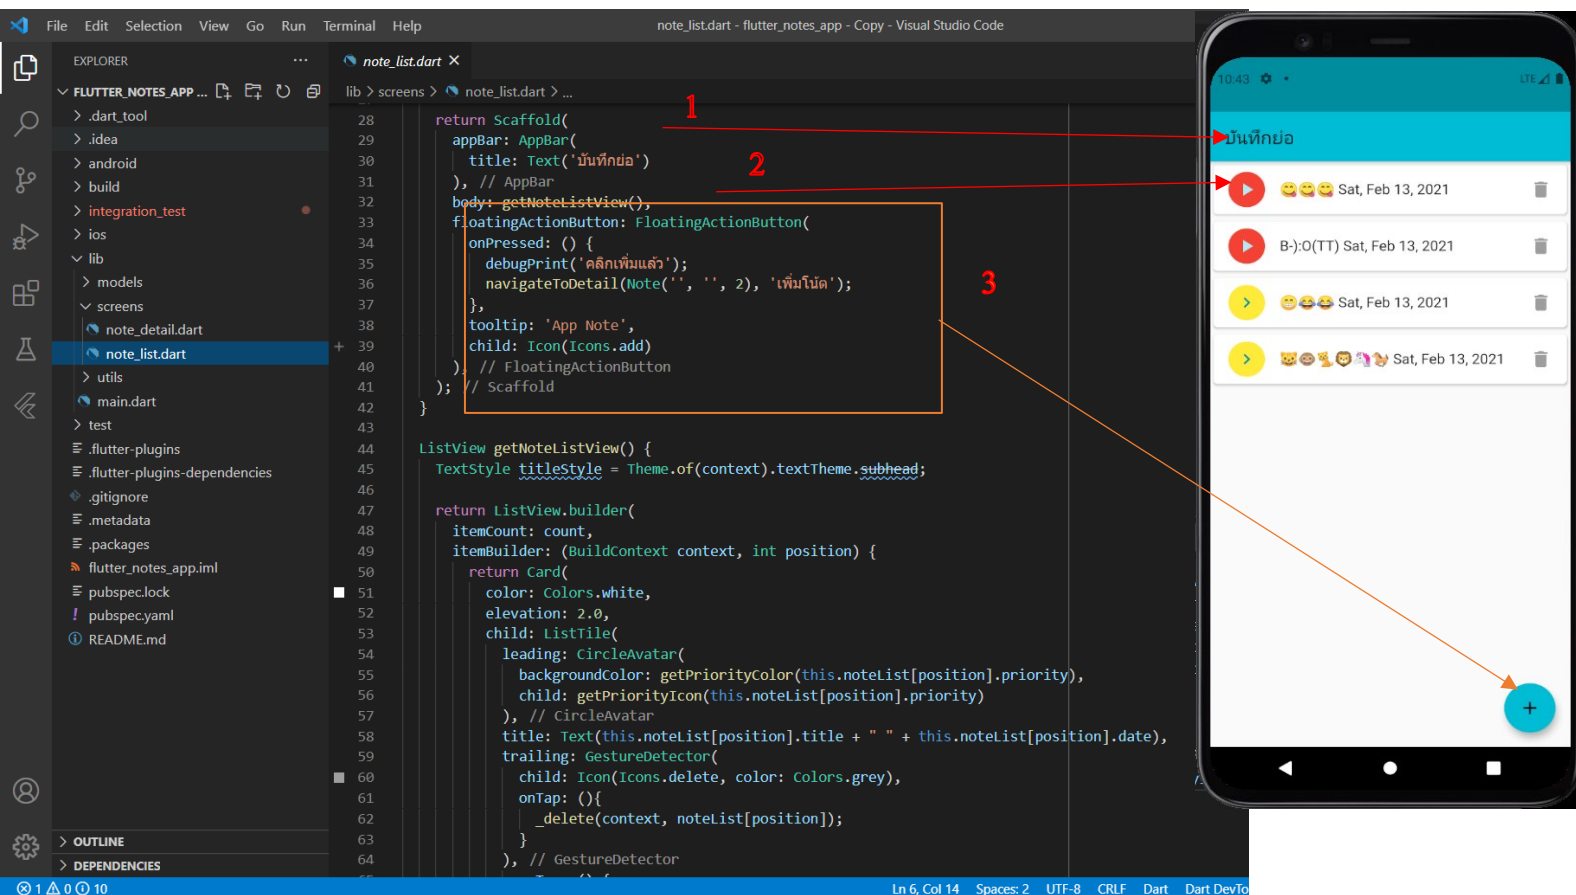 File Edit Selection View Go Run Terminal Help
note_list.dart - flutter_notes_app - Copy - Visual Studio Code
EXPLORER
FLUTTER_NOTES_APP ...
.dart_tool
.idea
android
build
integration_test
ios
lib
models
screens
note_detail.dart
note_list.dart
utils
main.dart
test
.flutter-plugins
.flutter-plugins-dependencies
.gitignore
.metadata
.packages
flutter_notes_app.iml
pubspec.lock
pubspec.yaml
README.md
OUTLINE
DEPENDENCIES
note_list.dart
lib > screens > note_list.dart > ...
28 return Scaffold(
29 appBar: AppBar(
30 title: Text('บันทึกย่อ')
31 ), // AppBar
32 body: getNoteListView(),
33 floatingActionButton: FloatingActionButton(
34 onPressed: () {
35 debugPrint('คลิกเพิ่มแล้ว');
36 navigateToDetail(Note('', '', 2), 'เพิ่มโน้ต');
37 },
38 tooltip: 'App Note',
39 child: Icon(Icons.add)
40 ), // FloatingActionButton
41 ); // Scaffold
42 }
43
44 ListView getNoteListView() {
45 TextStyle titleStyle = Theme.of(context).textTheme.subhead;
46
47 return ListView.builder(
48 itemCount: count,
49 itemBuilder: (BuildContext context, int position) {
50 return Card(
51 color: Colors.white,
52 elevation: 2.0,
53 child: ListTile(
54 leading: CircleAvatar(
55 backgroundColor: getPriorityColor(this.noteList[position].priority),
56 child: getPriorityIcon(this.noteList[position].priority)
57 ), // CircleAvatar
58 title: Text(this.noteList[position].title + " " + this.noteList[position].date),
59 trailing: GestureDetector(
60 child: Icon(Icons.delete, color: Colors.grey),
61 onTap: (){
62 _delete(context, noteList[position]);
63 }
64 ), // GestureDetector
1
2
3
10:43 LTE
บันทึกย่อ
😋😋😋 Sat, Feb 13, 2021
B-):O(TT) Sat, Feb 13, 2021
😁😂😂 Sat, Feb 13, 2021
Sat, Feb 13, 2021
1 0 10
Ln 6, Col 14 Spaces: 2 UTF-8 CRLF Dart Dart DevTo